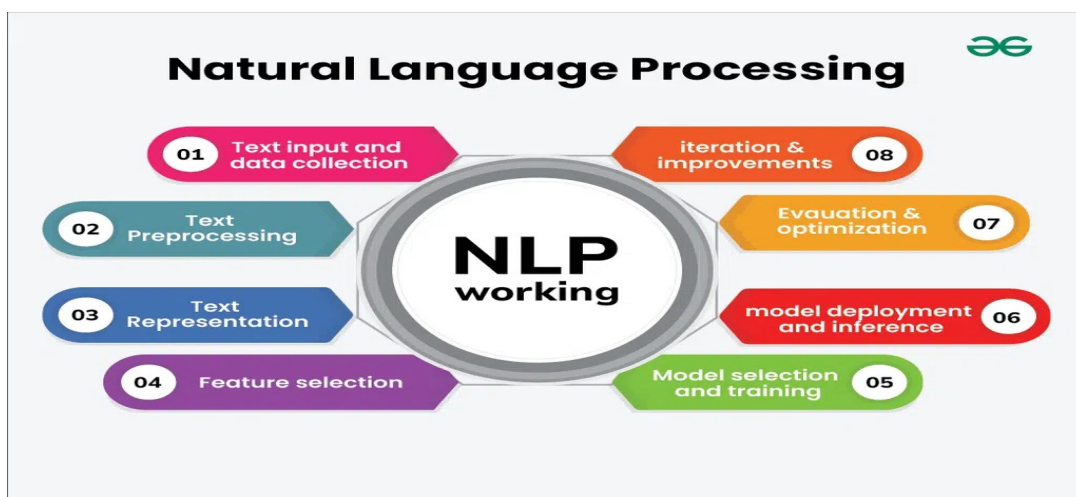 Natural Language Processing
01
Text input and
data collection
02
Text
Preprocessing
03
Text
Representation
04
Feature selection
NLP
working
iteration &
improvements
08
Evauation &
optimization
07
model deployment
and inference
06
Model selection
and training
05